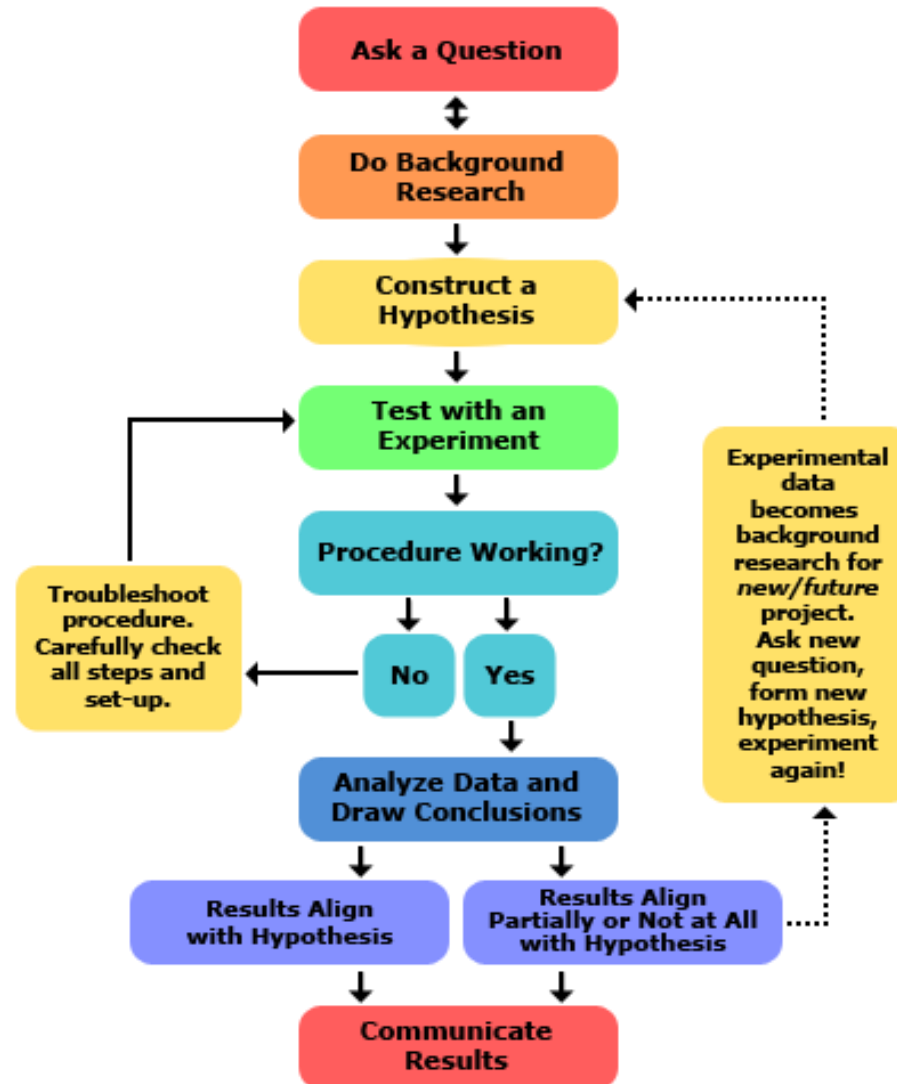 Ask a Question
Do Background
Research
Construct a
Hypothesis
Test with an
Experiment
Procedure Working?
No
Yes
Troubleshoot
procedure.
Carefully check
all steps and
set-up.
Experimental
data
becomes
background
research for
new/future
project.
Ask new
question,
form new
hypothesis,
experiment
again!
Analyze Data and
Draw Conclusions
Results Align
with Hypothesis
Results Align
Partially or Not at All
with Hypothesis
Communicate
Results